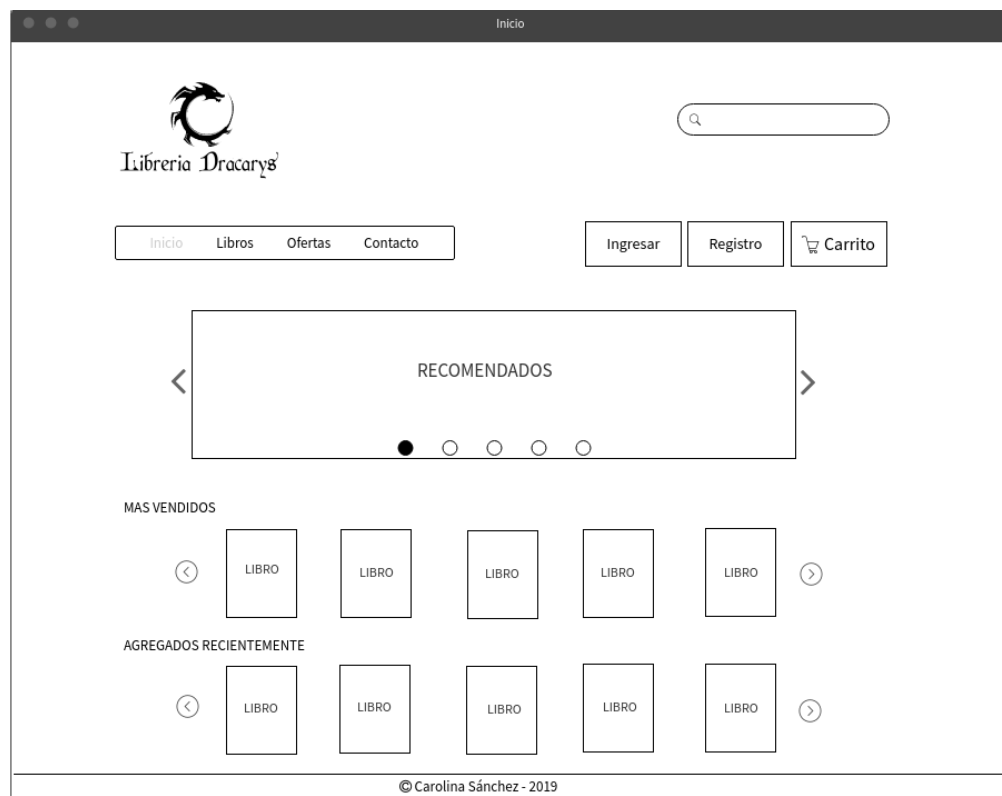 Inicio
Libreria Dracarys
Inicio Libros Ofertas Contacto
Ingresar Registro Carrito
RECOMENDADOS
MAS VENDIDOS
LIBRO LIBRO LIBRO LIBRO LIBRO
AGREGADOS RECIENTEMENTE
LIBRO LIBRO LIBRO LIBRO LIBRO
© Carolina Sánchez - 2019